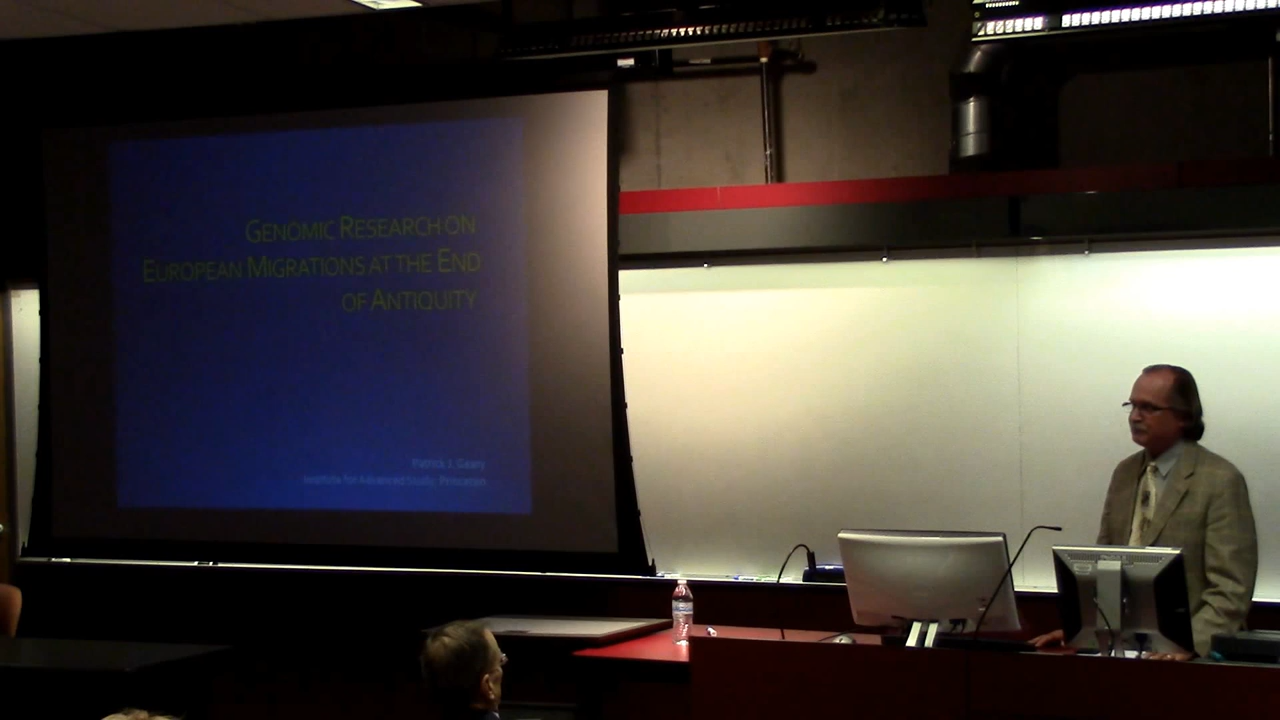 GENOMIC RESEARCH ON
EUROPEAN MIGRATIONS AT THE END
OF ANTIQUITY
Patrick J. Geary
Institute for Advanced Study, Princeton